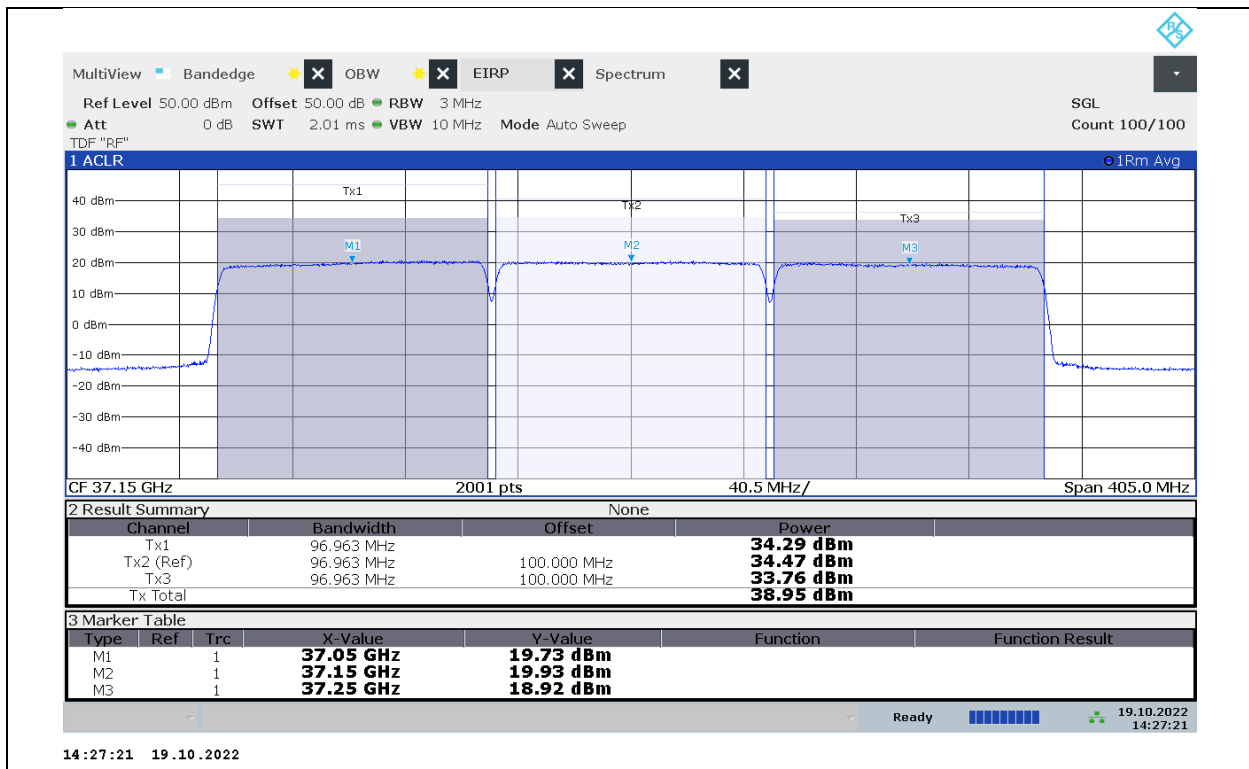 R&S
MultiView Bandedge OBW EIRP Spectrum
Ref Level 50.00 dBm Offset 50.00 dB RBW 3 MHz SGL
Att 0 dB SWT 2.01 ms VBW 10 MHz Mode Auto Sweep Count 100/100
TDF "RF"
1 ACLR 1Rm Avg
Tx1
40 dBm
Tx2
Tx3
30 dBm
M1
M2
M3
20 dBm
10 dBm
0 dBm
-10 dBm
-20 dBm
-30 dBm
-40 dBm
CF 37.15 GHz 2001 pts 40.5 MHz/ Span 405.0 MHz
2 Result Summary None
Channel Bandwidth Offset Power
Tx1 96.963 MHz 34.29 dBm
Tx2 (Ref) 96.963 MHz 100.000 MHz 34.47 dBm
Tx3 96.963 MHz 100.000 MHz 33.76 dBm
Tx Total 38.95 dBm
3 Marker Table
Type Ref Trc X-Value Y-Value Function Function Result
M1 1 37.05 GHz 19.73 dBm
M2 1 37.15 GHz 19.93 dBm
M3 1 37.25 GHz 18.92 dBm
Ready 19.10.2022
14:27:21
14:27:21 19.10.2022